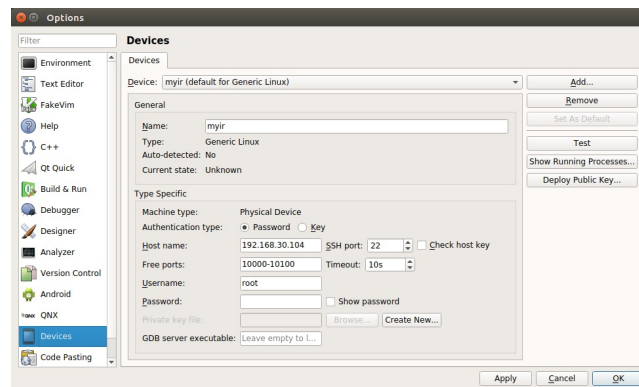 Options
Filter
Environment
Text Editor
FakeVim
Help
C++
Qt Quick
Build & Run
Debugger
Designer
Analyzer
Version Control
Android
QNX
Devices
Code Pasting
Devices
Devices
Device: myir (default for Generic Linux)
General
Name: myir
Type: Generic Linux
Auto-detected: No
Current state: Unknown
Type Specific
Machine type: Physical Device
Authentication type: Password Key
Host name: 192.168.30.104 SSH port: 22 Check host key
Free ports: 10000-10100 Timeout: 10s
Username: root
Password: Show password
Private key file: Browse... Create New...
GDB server executable: Leave empty to l...
Add...
Remove
Set As Default
Test
Show Running Processes...
Deploy Public Key...
Apply Cancel OK